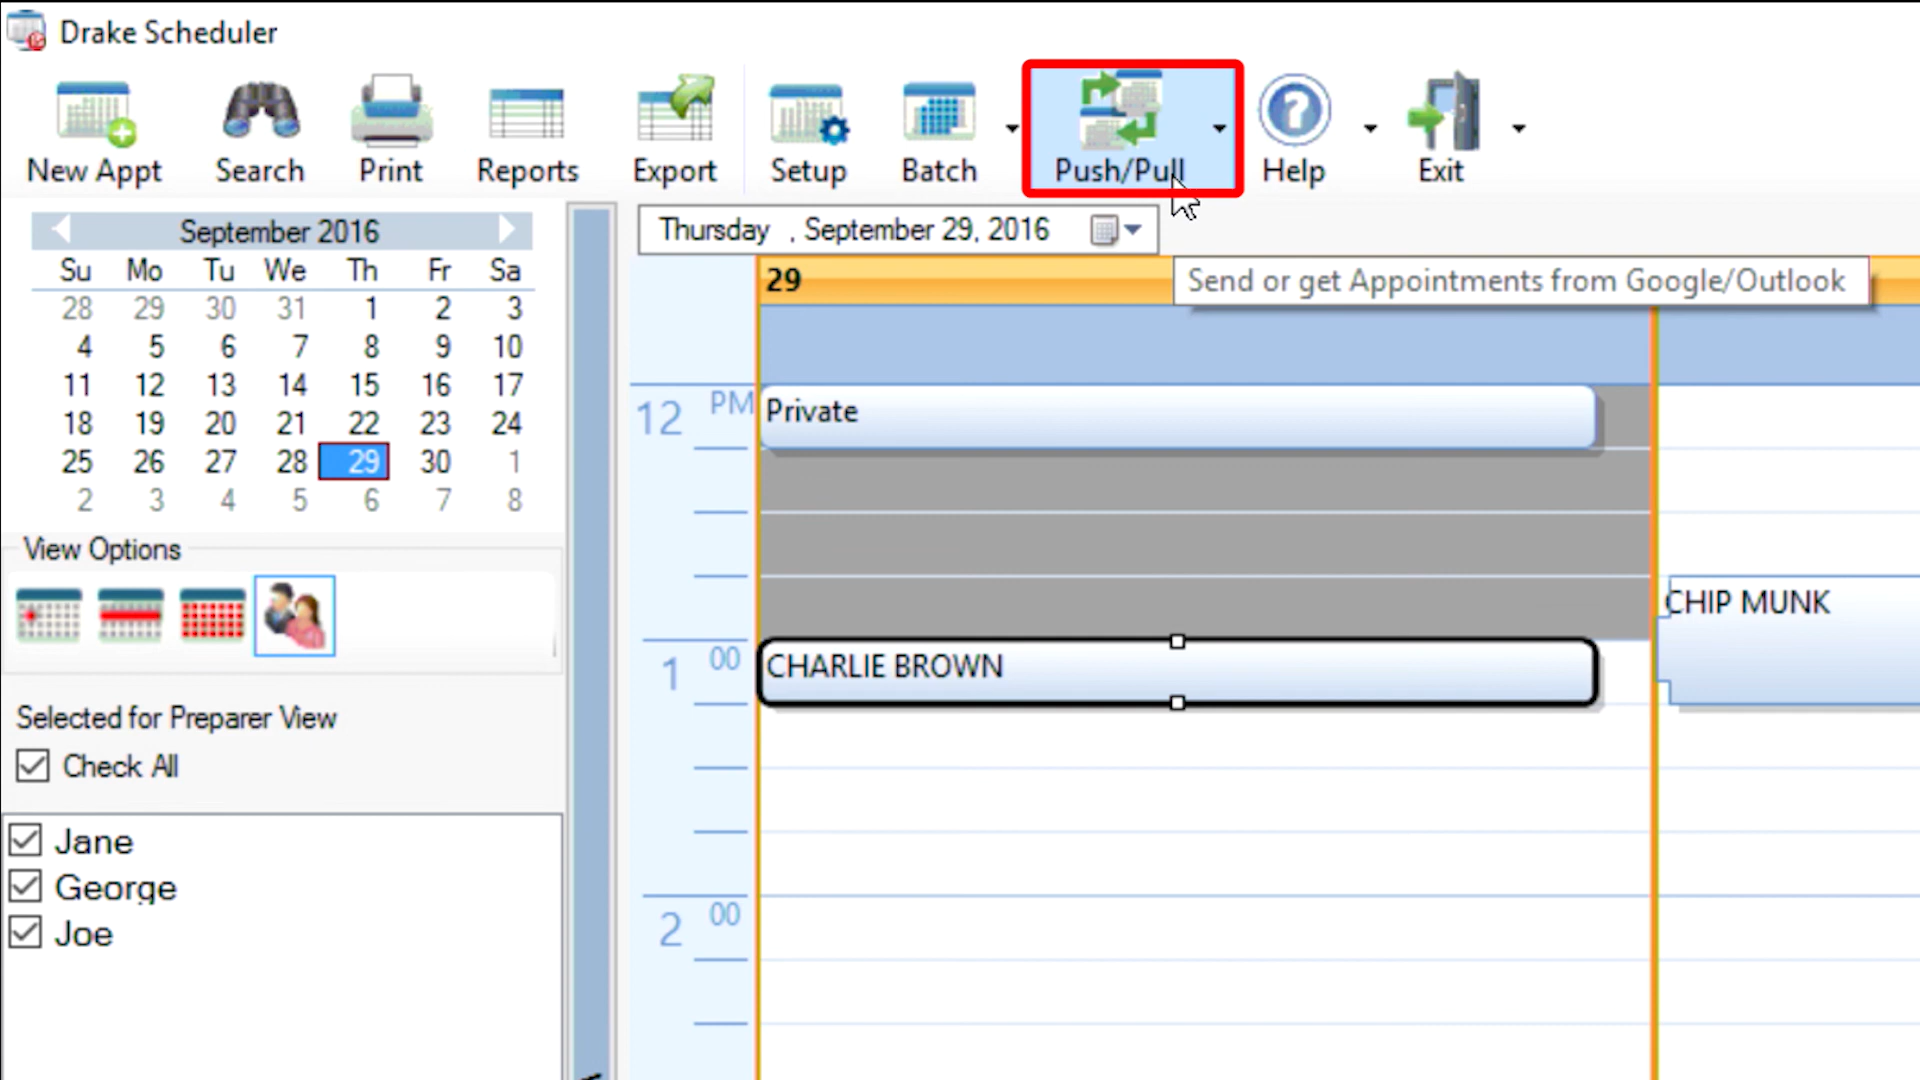 Drake Scheduler
New Appt Search Print Reports Export Setup Batch Push/Pull Help Exit
September 2016
Su Mo Tu We Th Fr Sa
28 29 30 31 1 2 3
4 5 6 7 8 9 10
11 12 13 14 15 16 17
18 19 20 21 22 23 24
25 26 27 28 29 30 1
2 3 4 5 6 7 8
View Options
Selected for Preparer View
Check All
Jane
George
Joe
Thursday , September 29, 2016
29
Send or get Appointments from Google/Outlook
12 PM
Private
CHIP MUNK
1 00
CHARLIE BROWN
2 00